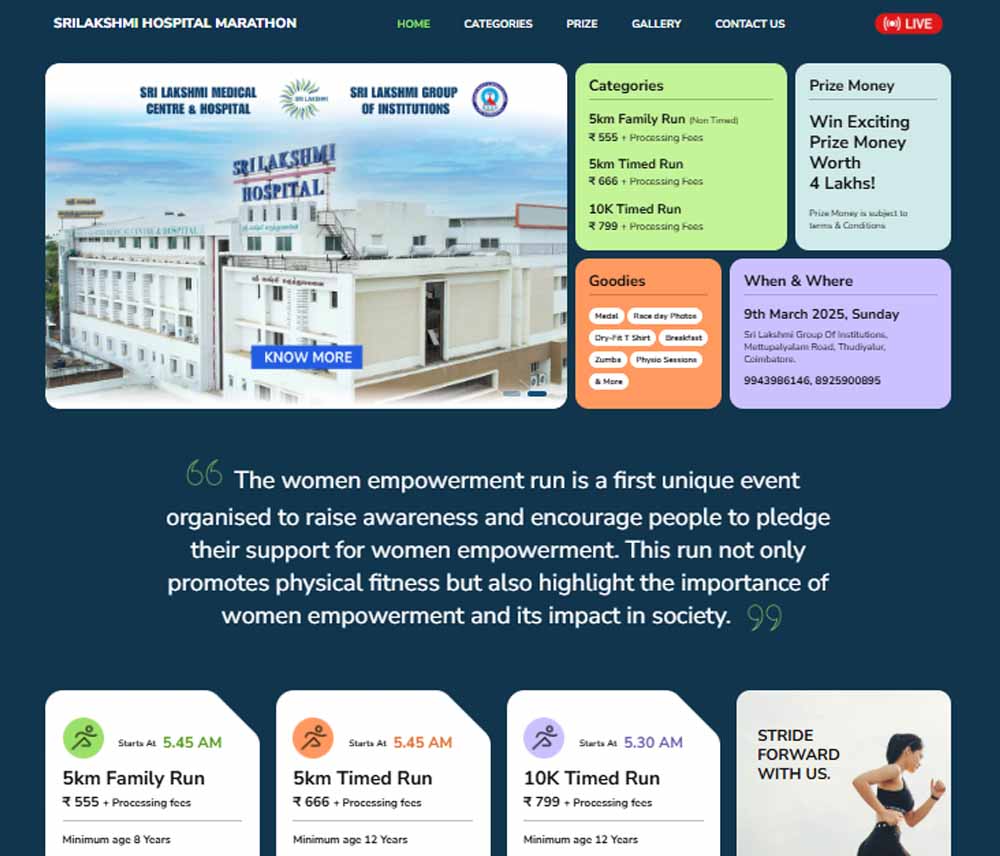 SRILAKSHMI HOSPITAL MARATHON
HOME
CATEGORIES
PRIZE
GALLERY
CONTACT US
LIVE
SRI LAKSHMI MEDICAL
CENTRE & HOSPITAL
SRI LAKSHMI
SRI LAKSHMI GROUP
OF INSTITUTIONS
SRI LAKSHMI
HOSPITAL
KNOW MORE
Categories
5km Family Run (Non Timed)
₹ 555 + Processing Fees
5km Timed Run
₹ 666 + Processing Fees
10K Timed Run
₹ 799 + Processing Fees
Prize Money
Win Exciting
Prize Money
Worth
4 Lakhs!
Prize Money is subject to
terms & Conditions
Goodies
Medal
Race day Photos
Dry-Fit T Shirt
Breakfast
Zumba
Physio Sessions
& More
When & Where
9th March 2025, Sunday
Sri Lakshmi Group Of Institutions,
Mettupalyalam Road, Thudiyalur,
Coimbatore.
9943986146, 8925900895
The women empowerment run is a first unique event
organised to raise awareness and encourage people to pledge
their support for women empowerment. This run not only
promotes physical fitness but also highlight the importance of
women empowerment and its impact in society.
Starts At 5.45 AM
5km Family Run
₹ 555 + Processing fees
Minimum age 8 Years
Starts At 5.45 AM
5km Timed Run
₹ 666 + Processing fees
Minimum age 12 Years
Starts At 5.30 AM
10K Timed Run
₹ 799 + Processing fees
Minimum age 12 Years
STRIDE
FORWARD
WITH US.